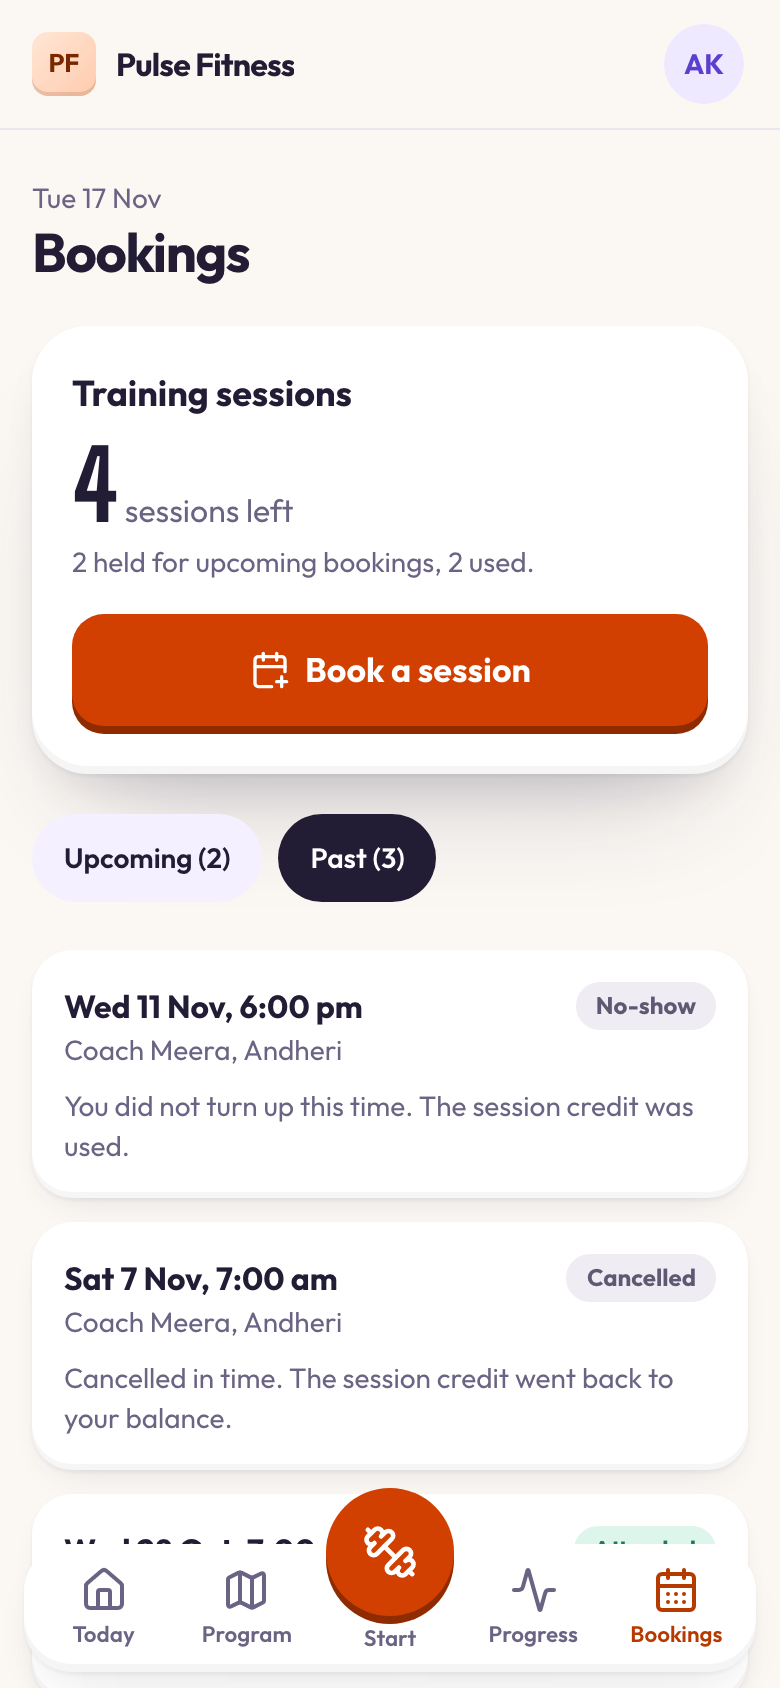 PF
Pulse Fitness
AK
Tue 17 Nov
Bookings
Training sessions
4 sessions left
2 held for upcoming bookings, 2 used.
Book a session
Upcoming (2)
Past (3)
Wed 11 Nov, 6:00 pm
No-show
Coach Meera, Andheri
You did not turn up this time. The session credit was
used.
Sat 7 Nov, 7:00 am
Cancelled
Coach Meera, Andheri
Cancelled in time. The session credit went back to
your balance.
Today
Program
Start
Progress
Bookings